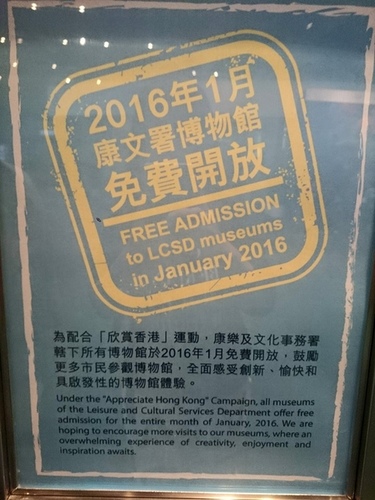 2016年1月
康文署博物館
免費開放
FREE ADMISSION
to LCSD museums
in January 2016
為配合「欣賞香港」運動，康樂及文化事務署
轄下所有博物館於2016年1月免費開放，鼓勵
更多市民參觀博物館，全面感受創新、愉快和
具啟發性的博物館體驗。
Under the "Appreciate Hong Kong" Campaign, all museums
of the Leisure and Cultural Services Department offer free
admission for the entire month of January, 2016. We are
hoping to encourage more visits to our museums, where an
overwhelming experience of creativity, enjoyment and
inspiration awaits.